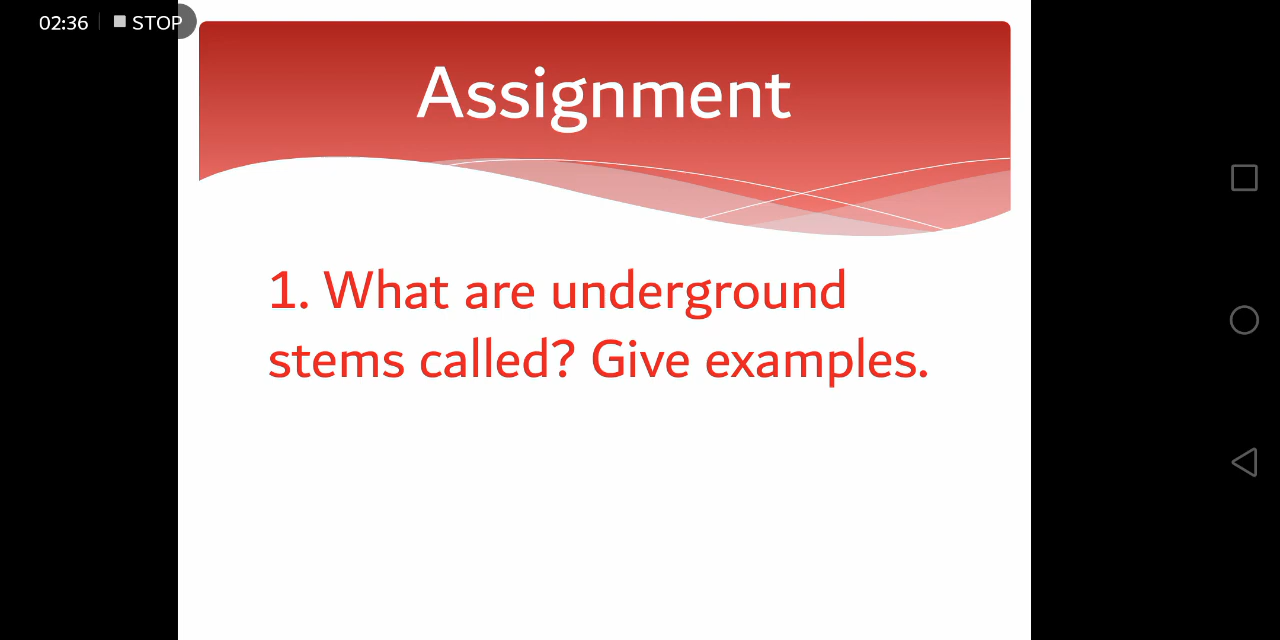 02:36 STOP
Assignment
1. What are underground
stems called? Give examples.